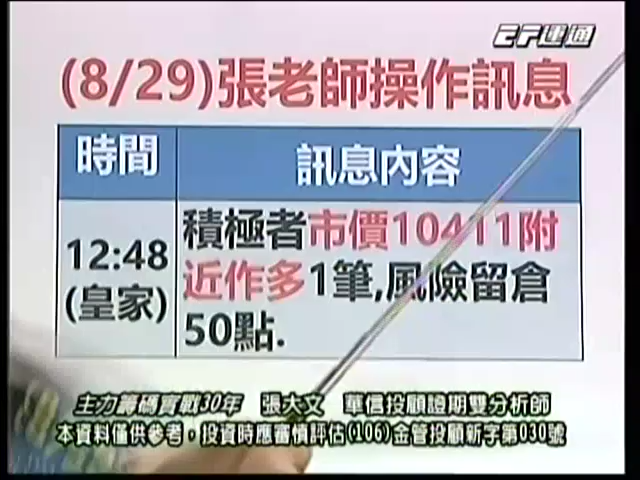 EF建通
(8/29)張老師操作訊息
時間
訊息內容
12:48
(皇家)
積極者市價10411附
近作多1筆,風險留倉
50點.
主力籌碼實戰30年 張大文 華信投顧證期雙分析師
本資料僅供參考，投資時應審慎評估(106)金管投顧新字第030號